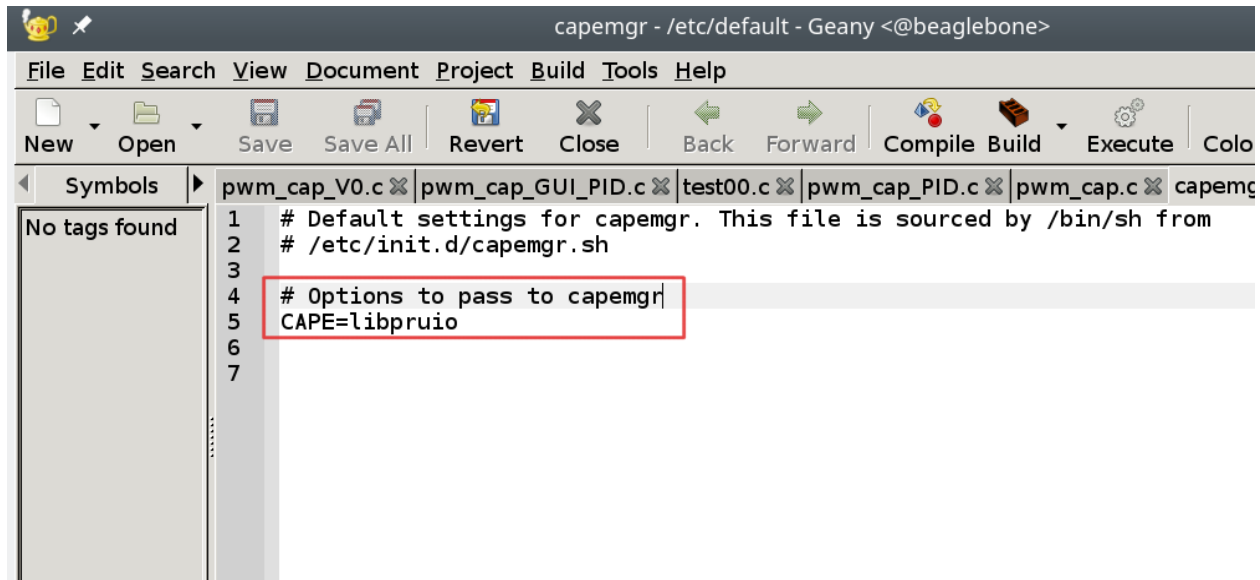 capemgr - /etc/default - Geany <@beaglebone>
File Edit Search View Document Project Build Tools Help
New Open Save Save All Revert Close Back Forward Compile Build Execute Colo
Symbols pwm_cap_V0.c pwm_cap_GUI_PID.c test00.c pwm_cap_PID.c pwm_cap.c capemg
No tags found
1 # Default settings for capemgr. This file is sourced by /bin/sh from
2 # /etc/init.d/capemgr.sh
3
4 # Options to pass to capemgr
5 CAPE=libpruio
6
7